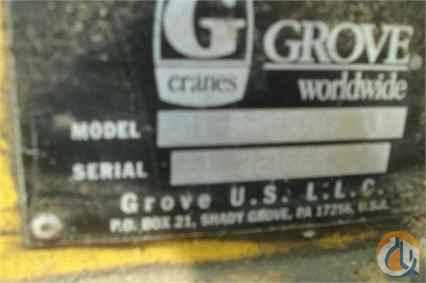 G GROVE®
cranes worldwide
MODEL
SERIAL
Grove U.S. L.L.C.
P.O. BOX 21, SHADY GROVE, PA 17256, U.S.A.